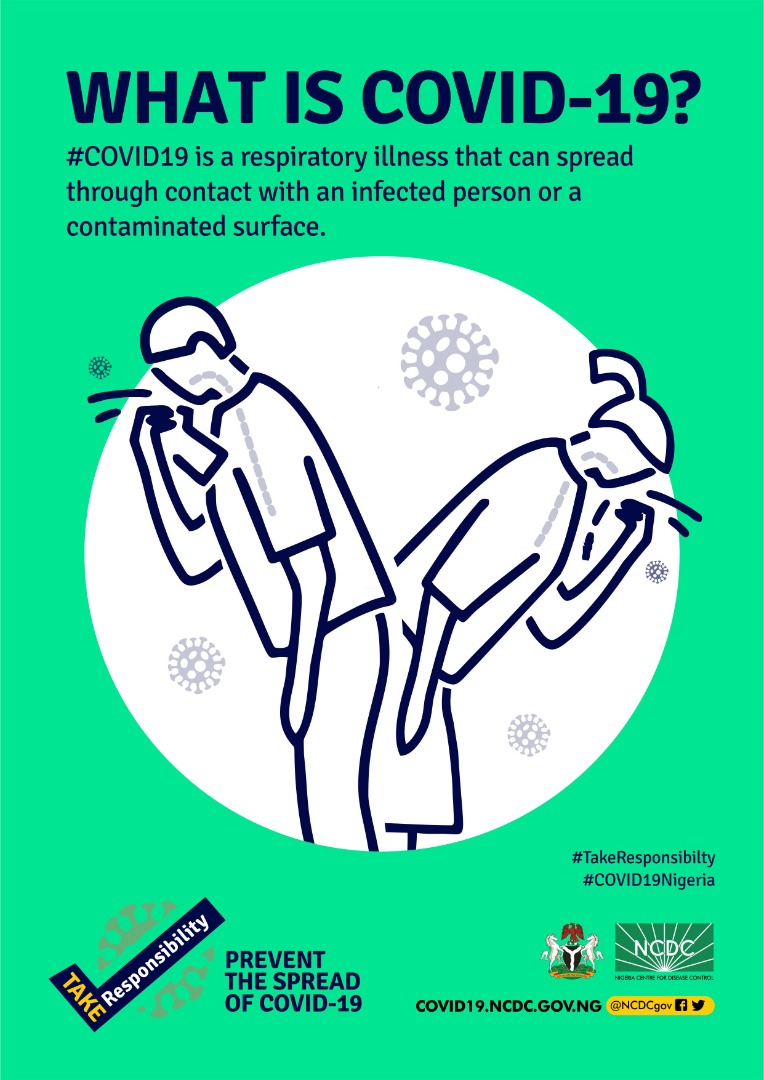 WHAT IS COVID-19?
#COVID19 is a respiratory illness that can spread
through contact with an infected person or a
contaminated surface.
#TakeResponsibilty
#COVID19Nigeria
TAKE Responsibility
PREVENT
THE SPREAD
OF COVID-19
NCDC
NIGERIA CENTRE FOR DISEASE CONTROL
COVID19.NCDC.GOV.NG @NCDCgov